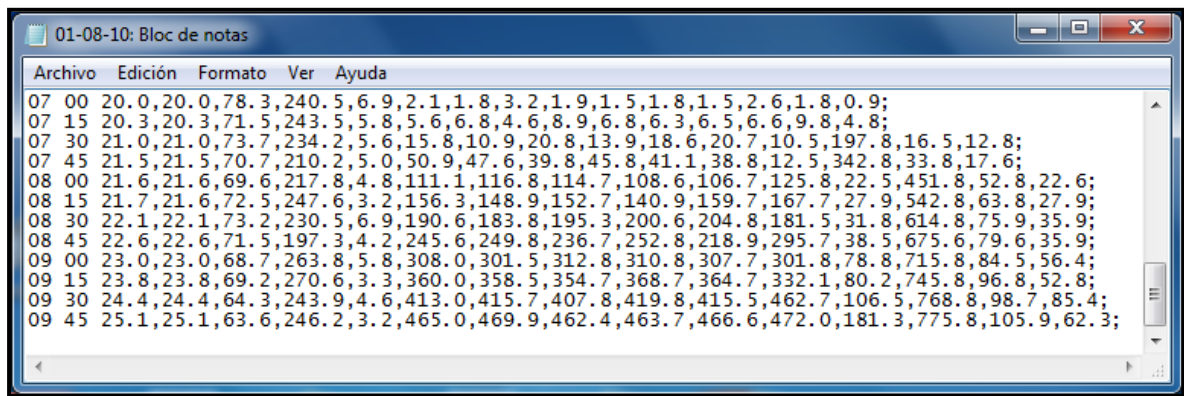 01-08-10: Bloc de notas
Archivo Edición Formato Ver Ayuda
07 00 20.0,20.0,78.3,240.5,6.9,2.1,1.8,3.2,1.9,1.5,1.8,1.5,2.6,1.8,0.9;
07 15 20.3,20.3,71.5,243.5,5.8,5.6,6.8,4.6,8.9,6.8,6.3,6.5,6.6,9.8,4.8;
07 30 21.0,21.0,73.7,234.2,5.6,15.8,10.9,20.8,13.9,18.6,20.7,10.5,197.8,16.5,12.8;
07 45 21.5,21.5,70.7,210.2,5.0,50.9,47.6,39.8,45.8,41.1,38.8,12.5,342.8,33.8,17.6;
08 00 21.6,21.6,69.6,217.8,4.8,111.1,116.8,114.7,108.6,106.7,125.8,22.5,451.8,52.8,22.6;
08 15 21.7,21.6,72.5,247.6,3.2,156.3,148.9,152.7,140.9,159.7,167.7,27.9,542.8,63.8,27.9;
08 30 22.1,22.1,73.2,230.5,6.9,190.6,183.8,195.3,200.6,204.8,181.5,31.8,614.8,75.9,35.9;
08 45 22.6,22.6,71.5,197.3,4.2,245.6,249.8,236.7,252.8,218.9,295.7,38.5,675.6,79.6,35.9;
09 00 23.0,23.0,68.7,263.8,5.8,308.0,301.5,312.8,310.8,307.7,301.8,78.8,715.8,84.5,56.4;
09 15 23.8,23.8,69.2,270.6,3.3,360.0,358.5,354.7,368.7,364.7,332.1,80.2,745.8,96.8,52.8;
09 30 24.4,24.4,64.3,243.9,4.6,413.0,415.7,407.8,419.8,415.5,462.7,106.5,768.8,98.7,85.4;
09 45 25.1,25.1,63.6,246.2,3.2,465.0,469.9,462.4,463.7,466.6,472.0,181.3,775.8,105.9,62.3;